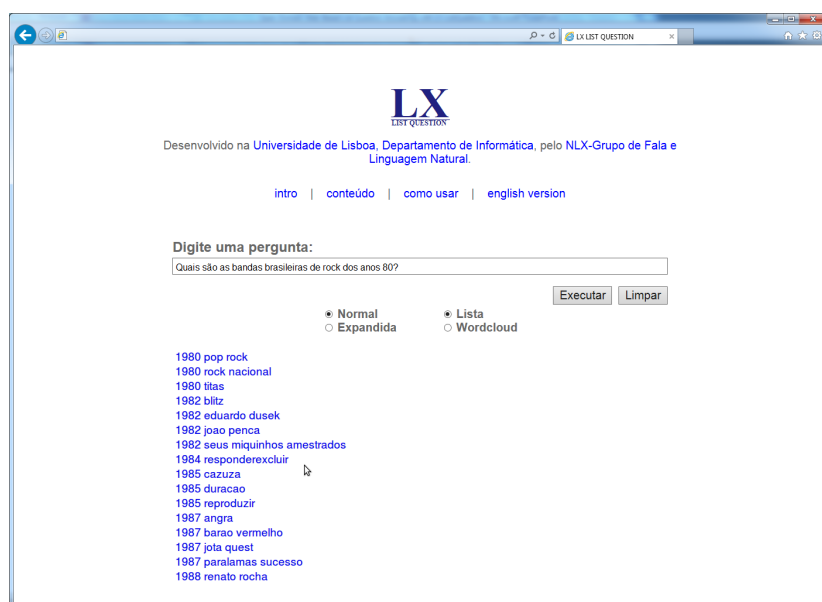 LX LIST QUESTION
LX
LIST QUESTION
Desenvolvido na Universidade de Lisboa, Departamento de Informática, pelo NLX-Grupo de Fala e
Linguagem Natural.
intro | conteúdo | como usar | english version
Digite uma pergunta:
Quais são as bandas brasileiras de rock dos anos 80?
Executar Limpar
Normal Lista
Expandida Wordcloud
1980 pop rock
1980 rock nacional
1980 titas
1982 blitz
1982 eduardo dusek
1982 joao penca
1982 seus miquinhos amestrados
1984 responderexcluir
1985 cazuza
1985 duracao
1985 reproduzir
1987 angra
1987 barao vermelho
1987 jota quest
1987 paralamas sucesso
1988 renato rocha